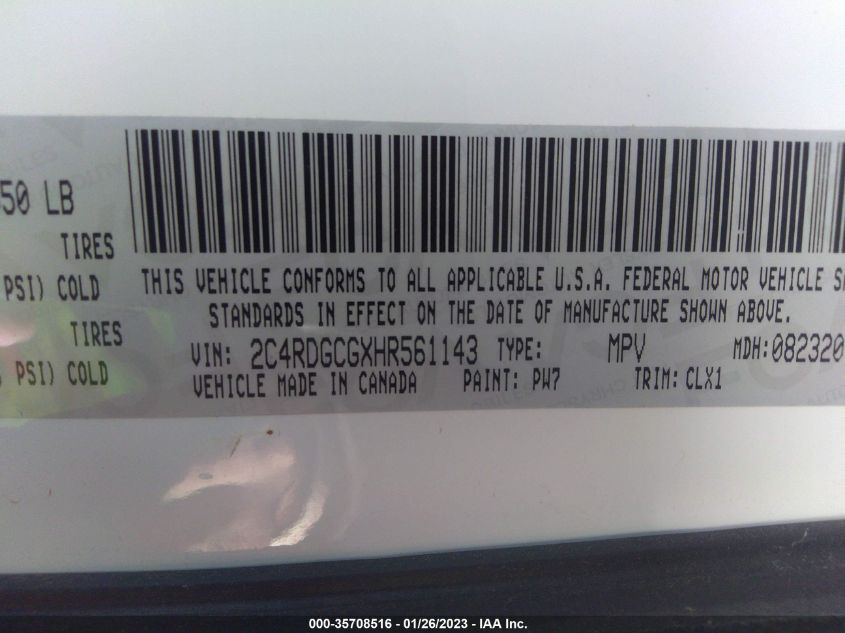 50 LB
TIRES
PSI) COLD
TIRES
PSI) COLD
THIS VEHICLE CONFORMS TO ALL APPLICABLE U.S.A. FEDERAL MOTOR VEHICLE SA
STANDARDS IN EFFECT ON THE DATE OF MANUFACTURE SHOWN ABOVE.
VIN: 2C4RDGCGXHR561143 TYPE: MPV MDH:082320
VEHICLE MADE IN CANADA PAINT: PW7 TRIM: CLX1
000-35708516 - 01/26/2023 - IAA Inc.